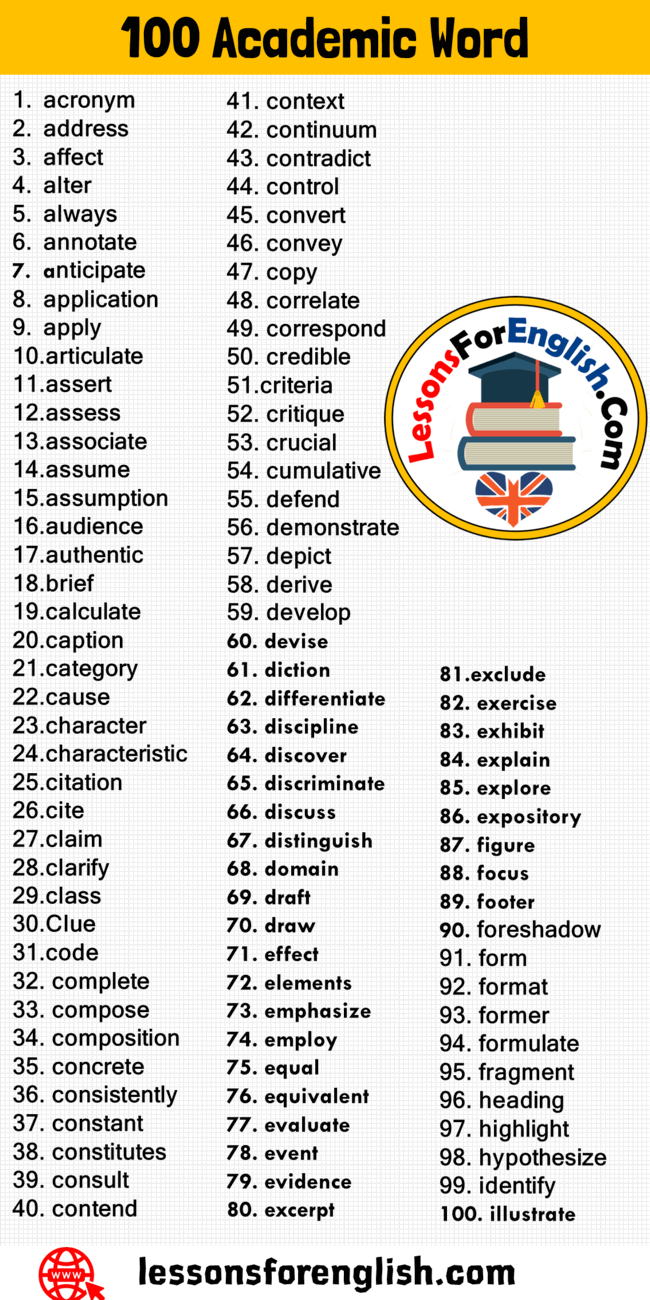 100 Academic Word
1. acronym
2. address
3. affect
4. alter
5. always
6. annotate
7. anticipate
8. application
9. apply
10.articulate
11.assert
12.assess
13.associate
14.assume
15.assumption
16.audience
17.authentic
18.brief
19.calculate
20.caption
21.category
22.cause
23.character
24.characteristic
25.citation
26.cite
27.claim
28.clarify
29.class
30.Clue
31.code
32. complete
33. compose
34. composition
35. concrete
36. consistently
37. constant
38. constitutes
39. consult
40. contend
41. context
42. continuum
43. contradict
44. control
45. convert
46. convey
47. copy
48. correlate
49. correspond
50. credible
51.criteria
52. critique
53. crucial
54. cumulative
55. defend
56. demonstrate
57. depict
58. derive
59. develop
60. devise
61. diction
62. differentiate
63. discipline
64. discover
65. discriminate
66. discuss
67. distinguish
68. domain
69. draft
70. draw
71. effect
72. elements
73. emphasize
74. employ
75. equal
76. equivalent
77. evaluate
78. event
79. evidence
80. excerpt
LessonsForEnglish.Com
81.exclude
82. exercise
83. exhibit
84. explain
85. explore
86. expository
87. figure
88. focus
89. footer
90. foreshadow
91. form
92. format
93. former
94. formulate
95. fragment
96. heading
97. highlight
98. hypothesize
99. identify
100. illustrate
www
lessonsforenglish.com